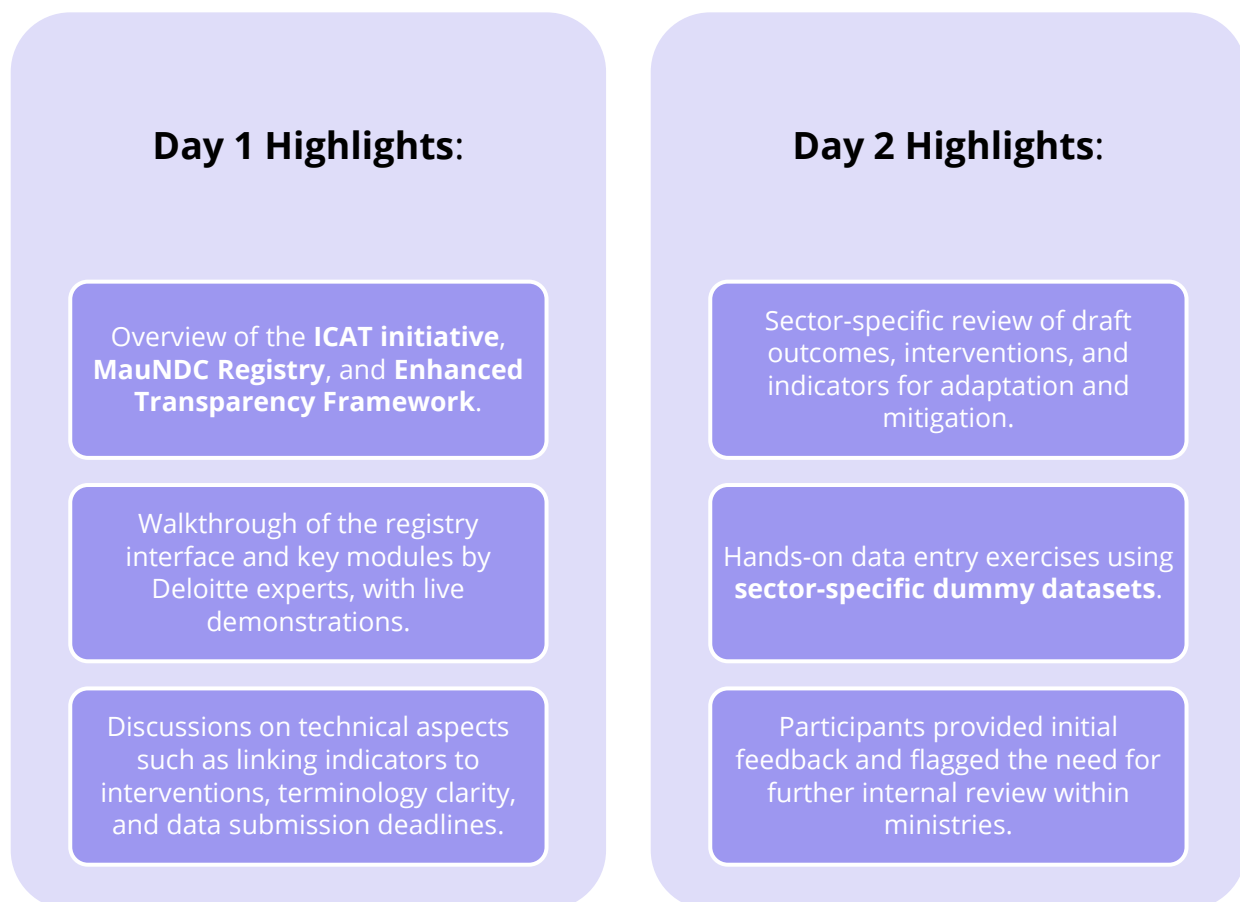 Day 1 Highlights:
Overview of the ICAT initiative,
MauNDC Registry, and Enhanced
Transparency Framework.
Walkthrough of the registry
interface and key modules by
Deloitte experts, with live
demonstrations.
Discussions on technical aspects
such as linking indicators to
interventions, terminology clarity,
and data submission deadlines.
Day 2 Highlights:
Sector-specific review of draft
outcomes, interventions, and
indicators for adaptation and
mitigation.
Hands-on data entry exercises using
sector-specific dummy datasets.
Participants provided initial
feedback and flagged the need for
further internal review within
ministries.